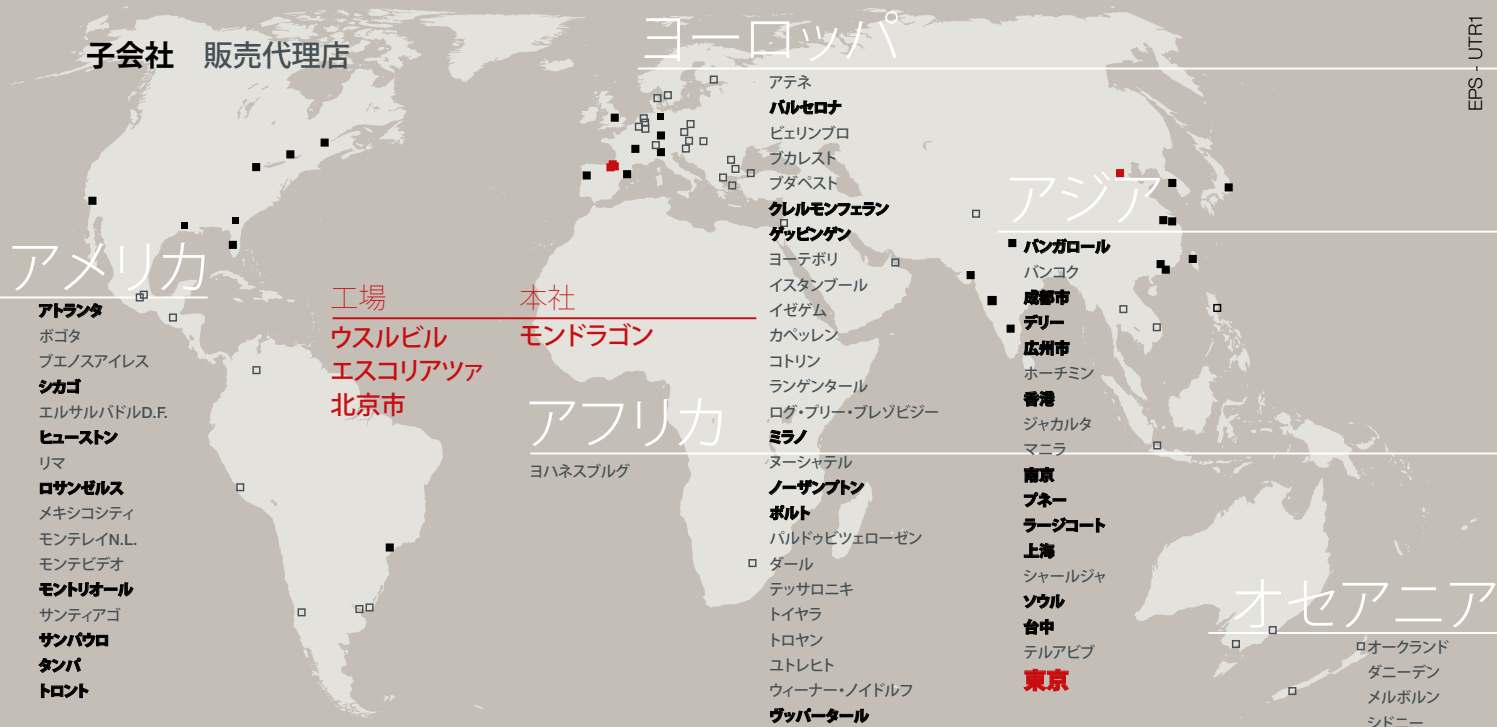 子会社 販売代理店
EPS - UTR1
アメリカ
アトランタ
ボゴタ
ブエノスアイレス
シカゴ
エルサルバドルD.F.
ヒューストン
リマ
ロサンゼルス
メキシコシティ
モンテレイN.L.
モンテビデオ
モントリオール
サンティアゴ
サンパウロ
タンパ
トロント
工場
ウスルビル
エスコリアツァ
北京市
本社
モンドラゴン
アフリカ
ヨハネスブルグ
ヨーロッパ
アテネ
バルセロナ
ビェリンブロ
ブカレスト
ブダペスト
クレルモンフェラン
ゲッピンゲン
ヨーテボリ
イスタンブール
イゼゲム
カペッレン
コトリン
ランゲンタール
ログ・プリー・ブレゾビジー
ミラノ
ヌーシャテル
ノーザンプトン
ポルト
パルドゥビツェローゼン
ダール
テッサロニキ
トイヤラ
トロヤン
ユトレヒト
ウィーナー・ノイドルフ
ヴッパータール
アジア
バンガロール
バンコク
成都市
デリー
広州市
ホーチミン
香港
ジャカルタ
マニラ
南京
プネー
ラージコート
上海
シャールジャ
ソウル
台中
テルアビブ
東京
オセアニア
オークランド
ダニーデン
メルボルン
シドニー